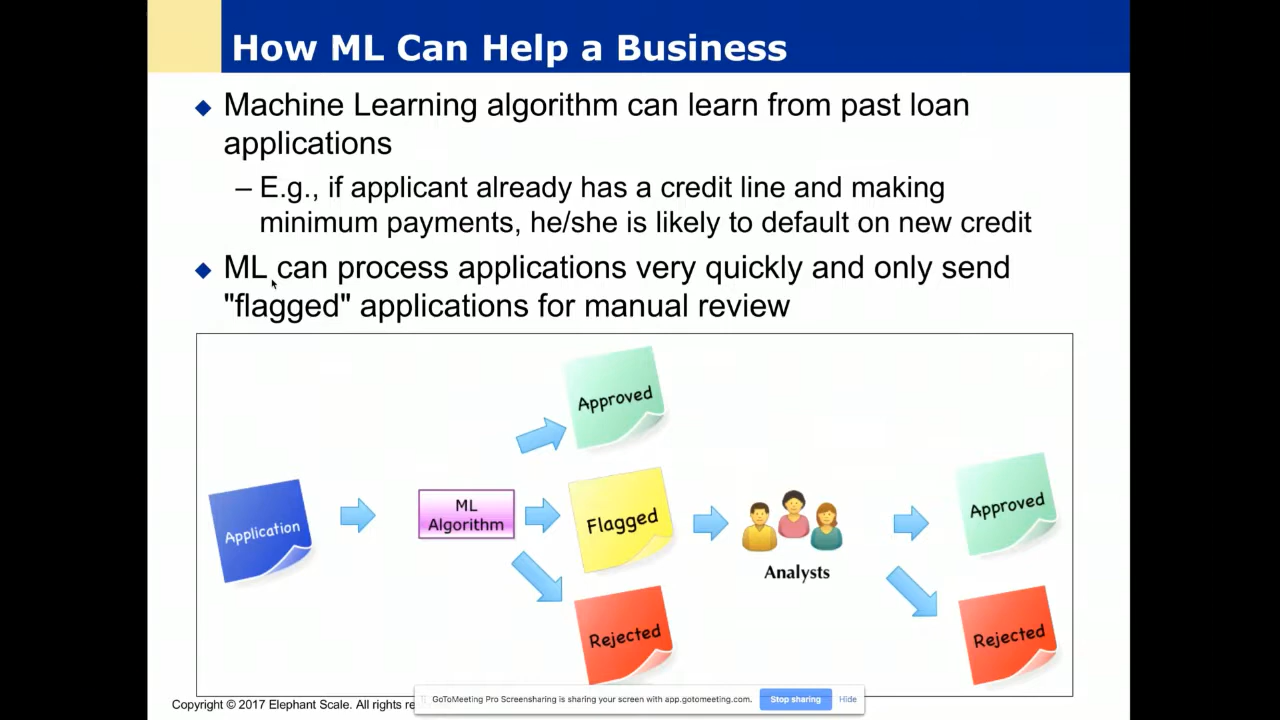 How ML Can Help a Business
Machine Learning algorithm can learn from past loan
applications
– E.g., if applicant already has a credit line and making
minimum payments, he/she is likely to default on new credit
ML can process applications very quickly and only send
"flagged" applications for manual review
Approved
Application
ML
Algorithm
Flagged
Analysts
Approved
Rejected
Rejected
Copyright © 2017 Elephant Scale. All rights
GoToMeeting Pro Screensharing is sharing your screen with app.gotomeeting.com.
Stop sharing
Hide